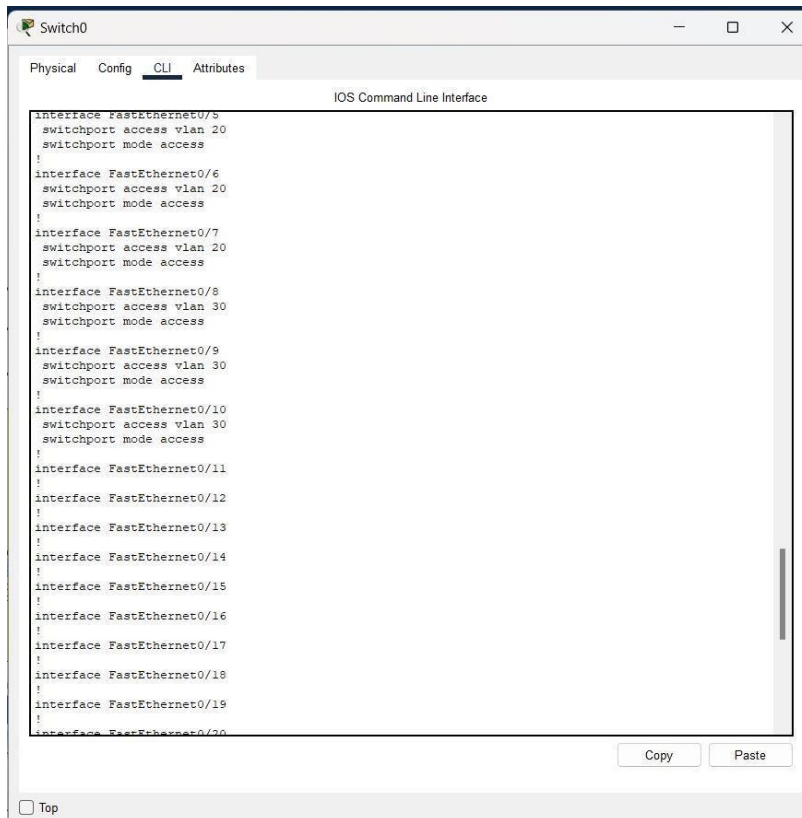 Switch0
Physical Config CLI Attributes
IOS Command Line Interface
interface FastEthernet0/5
switchport access vlan 20
switchport mode access
!
interface FastEthernet0/6
switchport access vlan 20
switchport mode access
!
interface FastEthernet0/7
switchport access vlan 20
switchport mode access
!
interface FastEthernet0/8
switchport access vlan 30
switchport mode access
!
interface FastEthernet0/9
switchport access vlan 30
switchport mode access
!
interface FastEthernet0/10
switchport access vlan 30
switchport mode access
!
interface FastEthernet0/11
!
interface FastEthernet0/12
!
interface FastEthernet0/13
!
interface FastEthernet0/14
!
interface FastEthernet0/15
!
interface FastEthernet0/16
!
interface FastEthernet0/17
!
interface FastEthernet0/18
!
interface FastEthernet0/19
!
interface FastEthernet0/20
Copy Paste
Top